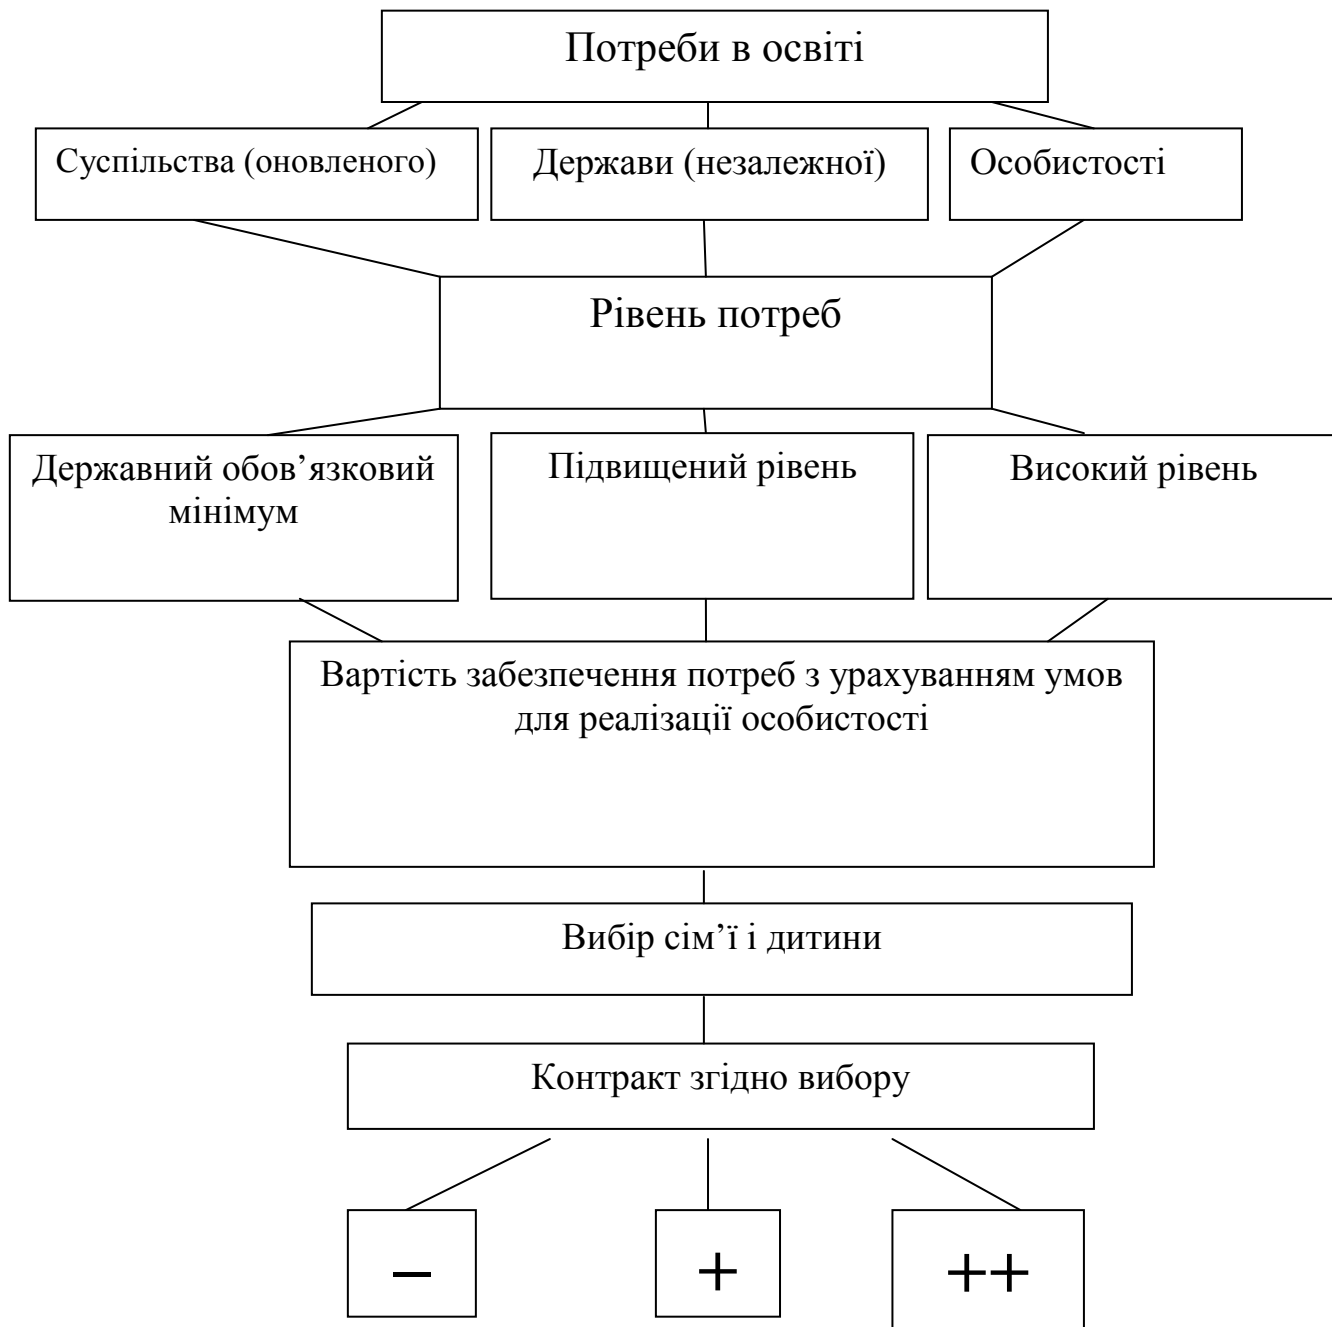 Потреби в освіті
Суспільства (оновленого)
Держави (незалежної)
Особистості
Рівень потреб
Державний обов’язковий
мінімум
Підвищений рівень
Високий рівень
Вартість забезпечення потреб з урахуванням умов
для реалізації особистості
Вибір сім’ї і дитини
Контракт згідно вибору
–
+
++